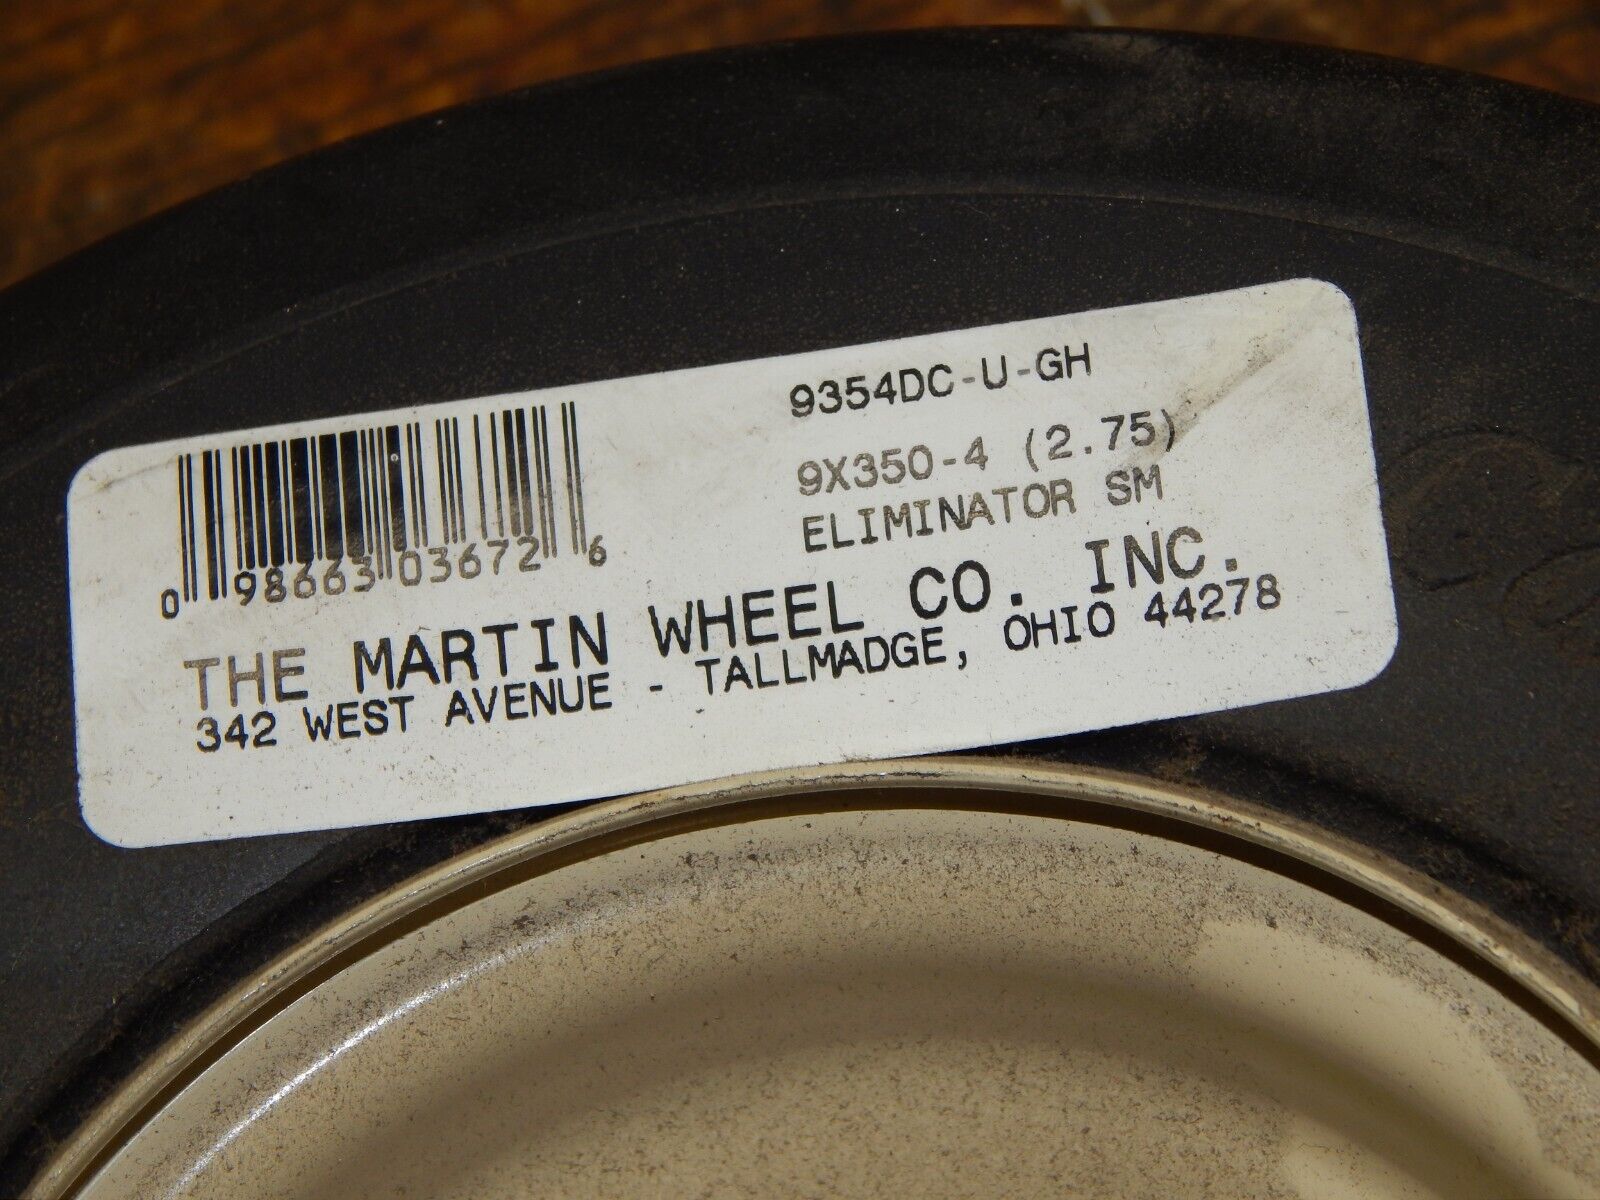 9354DC-U-GH
9X350-4 (2.75)
ELIMINATOR SM
0 98663 03672 6
THE MARTIN WHEEL CO. INC.
342 WEST AVENUE - TALLMADGE, OHIO 44278